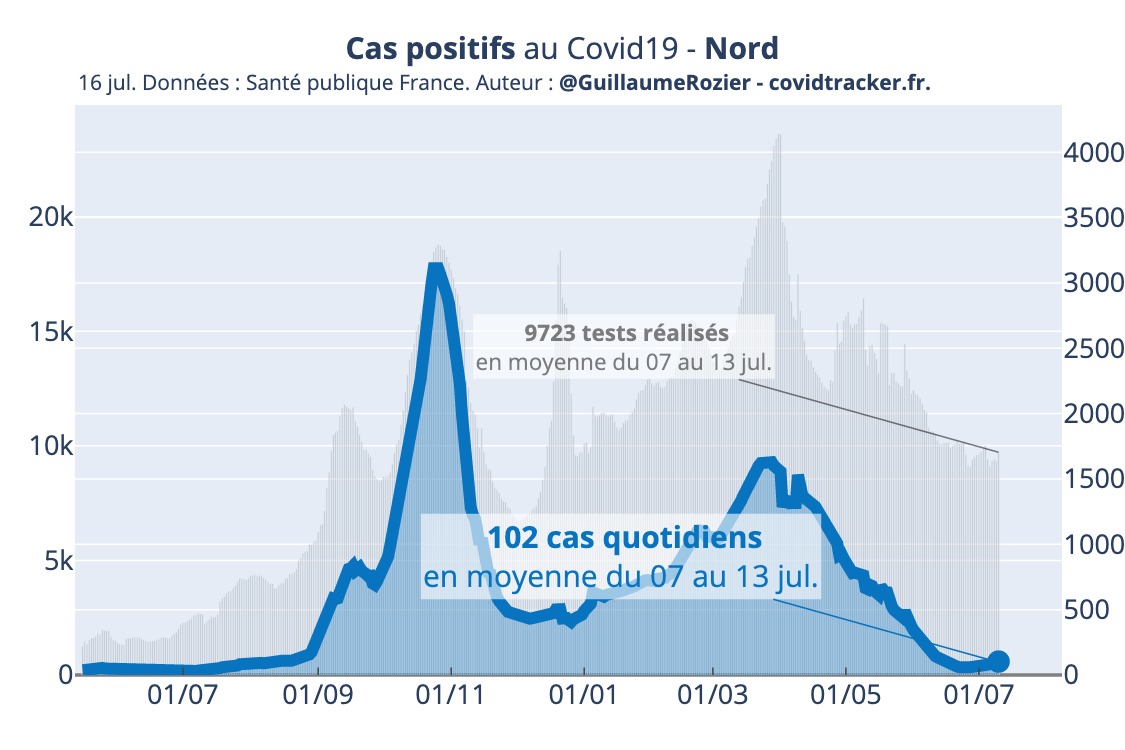 Cas positifs au Covid19 - Nord
16 jul. Données : Santé publique France. Auteur : @GuillaumeRozier - covidtracker.fr.
4000
20k
3500
3000
15k
9723 tests réalisés
en moyenne du 07 au 13 jul.
2500
2000
10k
1500
102 cas quotidiens
1000
5k
en moyenne du 07 au 13 jul.
500
0
0
01/07
01/09
01/11
01/01
01/03
01/05
01/07